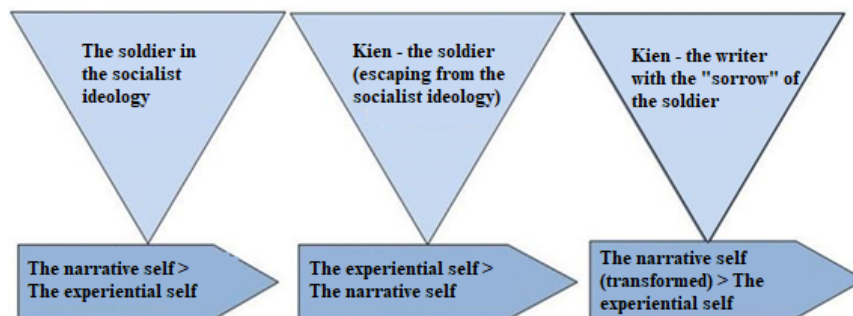 The soldier in
the socialist
ideology
Kien - the soldier
(escaping from the
socialist ideology)
Kien - the writer
with the "sorrow" of
the soldier
The narrative self >
The experiential self
The experiential self >
The narrative self
The narrative self
(transformed) > The
experiential self